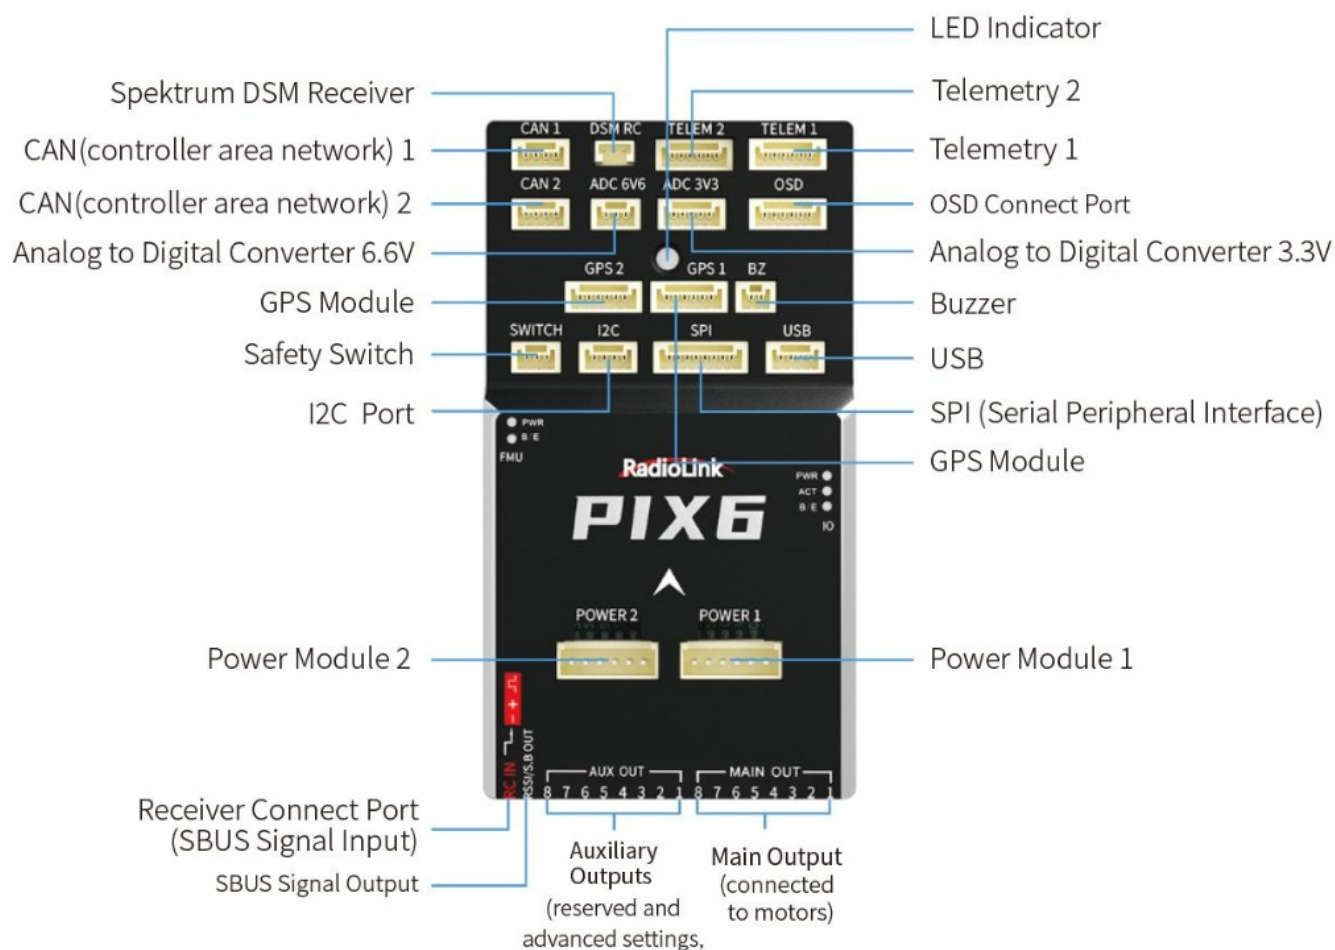 LED Indicator
Spektrum DSM Receiver
Telemetry 2
CAN 1 DSM RC TELEM 2 TELEM 1
CAN(controller area network) 1
Telemetry 1
CAN 2 ADC 6V6 ADC 3V3 OSD
CAN(controller area network) 2
OSD Connect Port
Analog to Digital Converter 6.6V
Analog to Digital Converter 3.3V
GPS 2 GPS 1 BZ
GPS Module
Buzzer
SWITCH I2C SPI USB
Safety Switch
USB
I2C Port
SPI (Serial Peripheral Interface)
PWR
B/E
FMU
GPS Module
RadioLink
PWR
ACT
B/E
IO
PIX6
POWER 2 POWER 1
Power Module 2
Power Module 1
- +
RC IN
RSSI/S.B OUT
AUX OUT MAIN OUT
8 7 6 5 4 3 2 1 8 7 6 5 4 3 2 1
Receiver Connect Port
(SBUS Signal Input)
SBUS Signal Output
Auxiliary
Outputs
(reserved and
advanced settings,
Main Output
(connected
to motors)